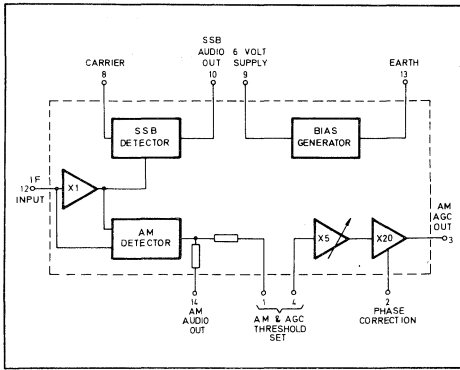 SSB
AUDIO
OUT
10
6 VOLT
SUPPLY
9
CARRIER
8
EARTH
13
SSB
DETECTOR
BIAS
GENERATOR
IF
12
INPUT
X1
AM
DETECTOR
X5
X20
AM
AGC
OUT
3
14
AM
AUDIO
OUT
1
4
AM & AGC
THRESHOLD
SET
2
PHASE
CORRECTION